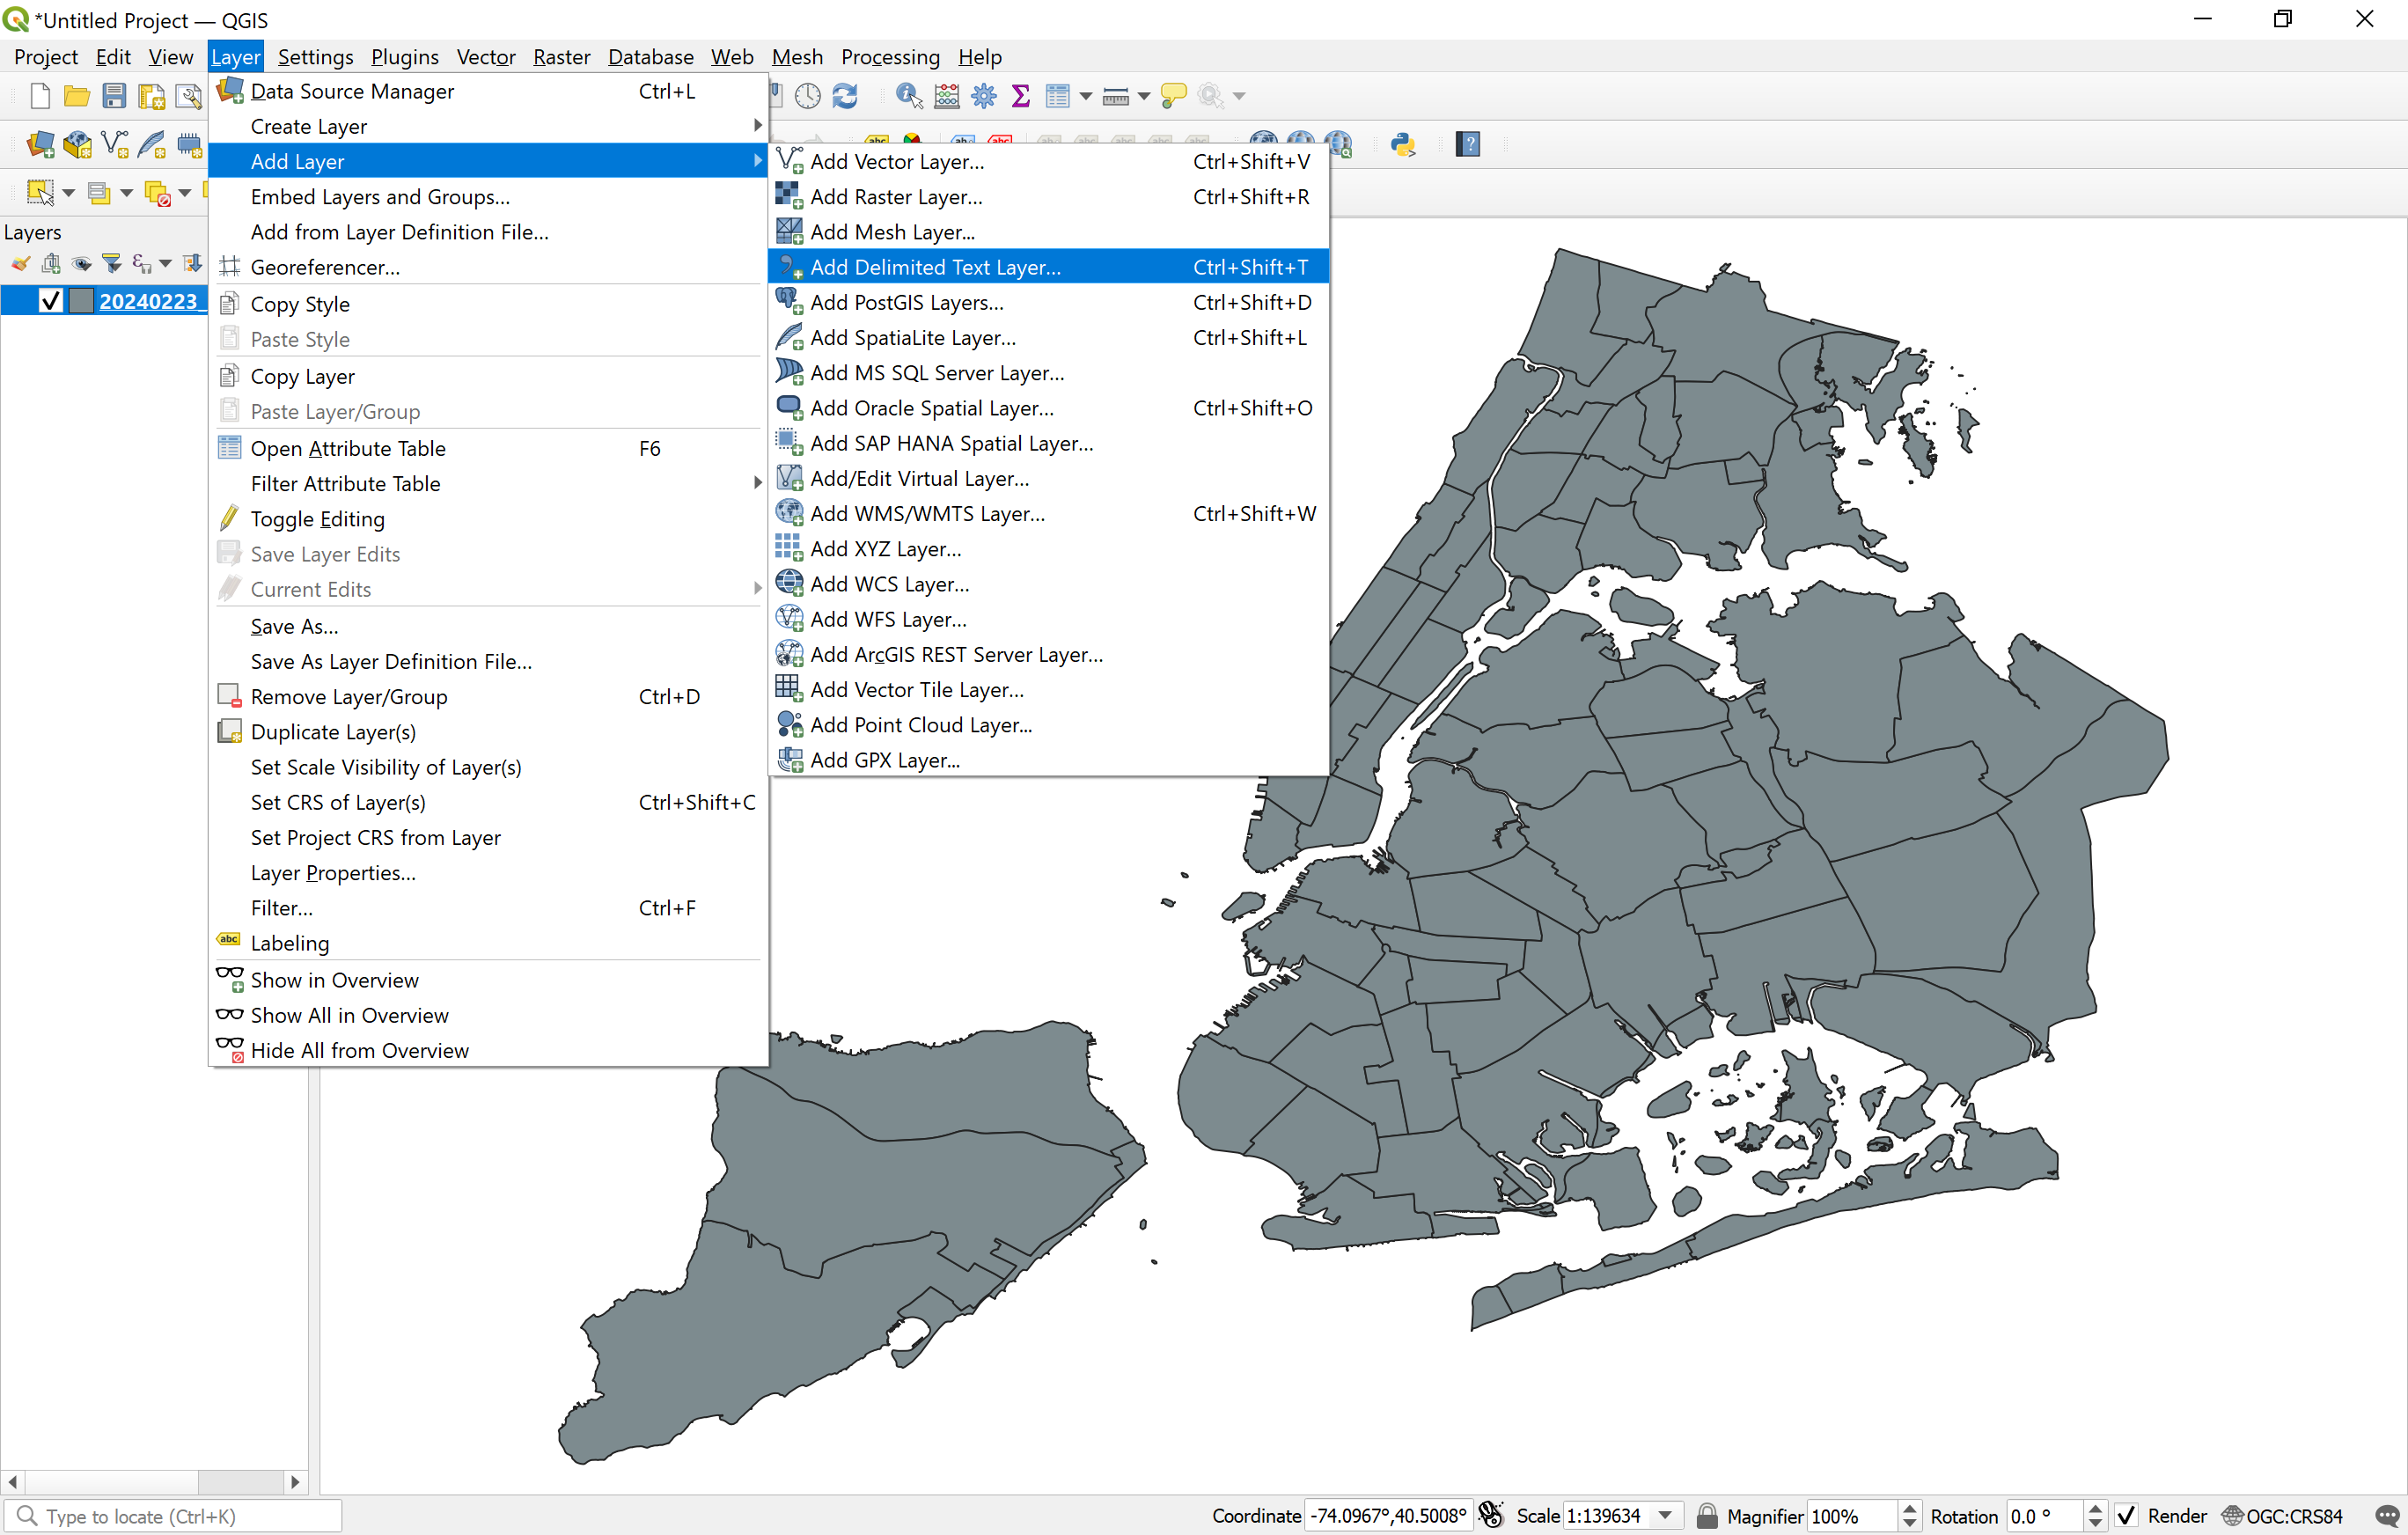 *Untitled Project — QGIS
Project Edit View Layer Settings Plugins Vector Raster Database Web Mesh Processing Help
Data Source Manager Ctrl+L
Create Layer
Add Layer
Embed Layers and Groups...
Add from Layer Definition File...
Georeferencer...
Copy Style
Paste Style
Copy Layer
Paste Layer/Group
Open Attribute Table F6
Filter Attribute Table
Toggle Editing
Save Layer Edits
Current Edits
Save As...
Save As Layer Definition File...
Remove Layer/Group Ctrl+D
Duplicate Layer(s)
Set Scale Visibility of Layer(s)
Set CRS of Layer(s) Ctrl+Shift+C
Set Project CRS from Layer
Layer Properties...
Filter... Ctrl+F
abc Labeling
Show in Overview
Show All in Overview
Hide All from Overview
Add Vector Layer... Ctrl+Shift+V
Add Raster Layer... Ctrl+Shift+R
Add Mesh Layer...
Add Delimited Text Layer... Ctrl+Shift+T
Add PostGIS Layers... Ctrl+Shift+D
Add SpatiaLite Layer... Ctrl+Shift+L
Add MS SQL Server Layer...
Add Oracle Spatial Layer... Ctrl+Shift+O
Add SAP HANA Spatial Layer...
Add/Edit Virtual Layer...
Add WMS/WMTS Layer... Ctrl+Shift+W
Add XYZ Layer...
Add WCS Layer...
Add WFS Layer...
Add ArcGIS REST Server Layer...
Add Vector Tile Layer...
Add Point Cloud Layer...
Add GPX Layer...
Layers
20240223_
Type to locate (Ctrl+K)
Coordinate -74.0967°,40.5008° Scale 1:139634 Magnifier 100% Rotation 0.0 ° Render OGC:CRS84